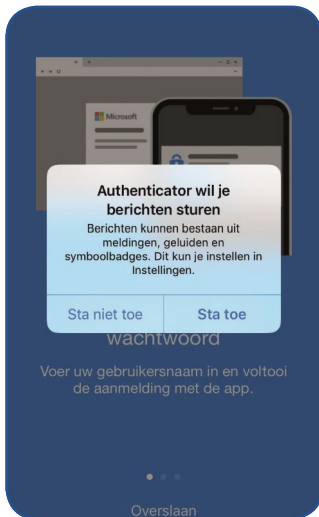 Microsoft
Authenticator wil je
berichten sturen
Berichten kunnen bestaan uit
meldingen, geluiden en
symboolbadges. Dit kun je instellen in
Instellingen.
Sta niet toe
Sta toe
wachtwoord
Voer uw gebruikersnaam in en voltooi
de aanmelding met de app.
Overslaan